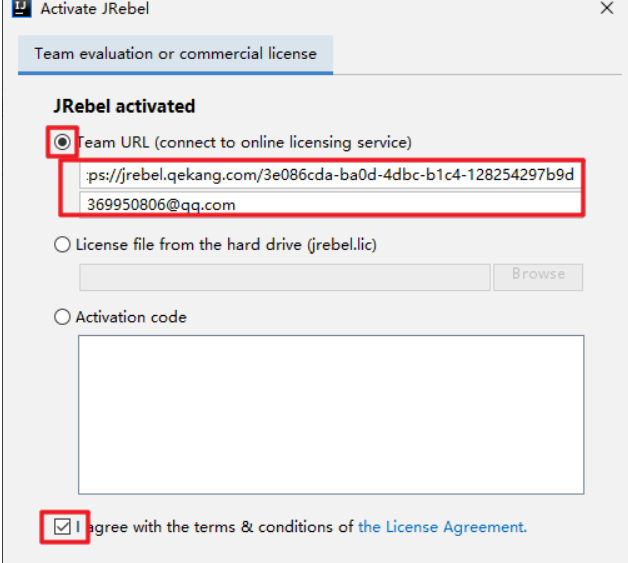 IJ Activate JRebel
Team evaluation or commercial license
JRebel activated
Team URL (connect to online licensing service)
:ps://jrebel.qekang.com/3e086cda-ba0d-4dbc-b1c4-128254297b9d
369950806@qq.com
License file from the hard drive (jrebel.lic)
Browse
Activation code
I agree with the terms & conditions of the License Agreement.